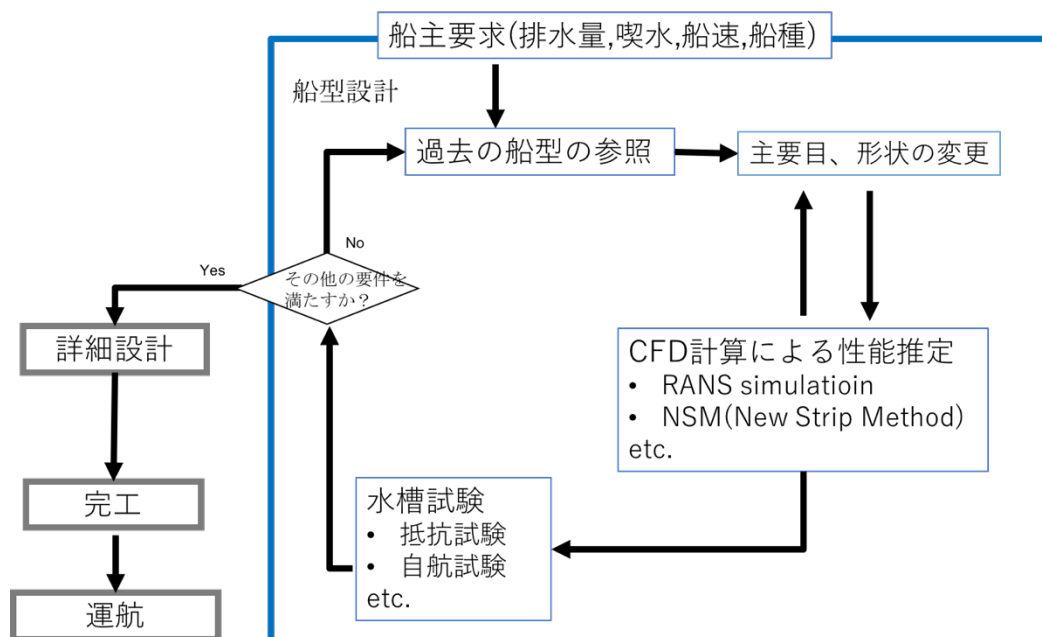 船主要求(排水量,喫水,船速,船種)
船型設計
過去の船型の参照
主要目、形状の変更
No
Yes
その他の要件を
満たすか？
詳細設計
CFD計算による性能推定
• RANS simulatioin
• NSM(New Strip Method)
etc.
水槽試験
• 抵抗試験
• 自航試験
etc.
完工
運航